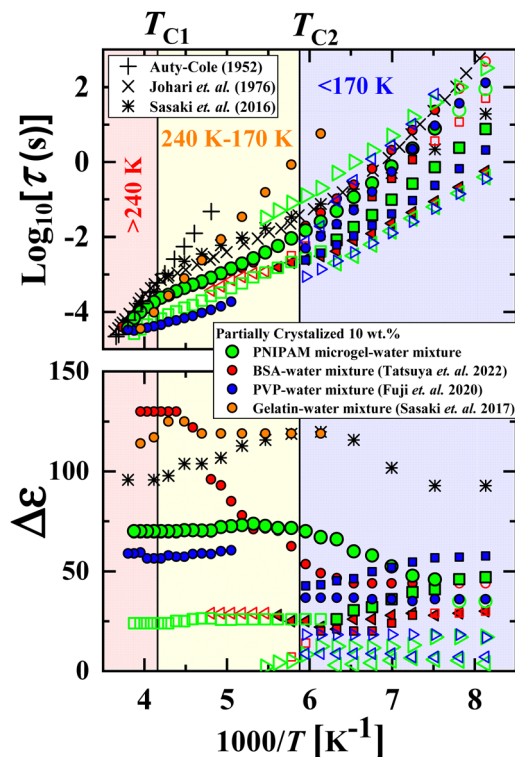 TC1 TC2
Auty-Cole (1952)
Johari et al. (1976)
Sasaki et al. (2016)
<170 K
240 K-170 K
>240 K
Log10[τ(s)]
2
0
−2
−4
Partially Crystalized 10 wt.%
PNIPAM microgel-water mixture
BSA-water mixture (Tatsuya et al. 2022)
PVP-water mixture (Fuji et al. 2020)
Gelatin-water mixture (Sasaki et al. 2017)
Δε
150
100
50
0
4 5 6 7 8
1000/T [K−1]